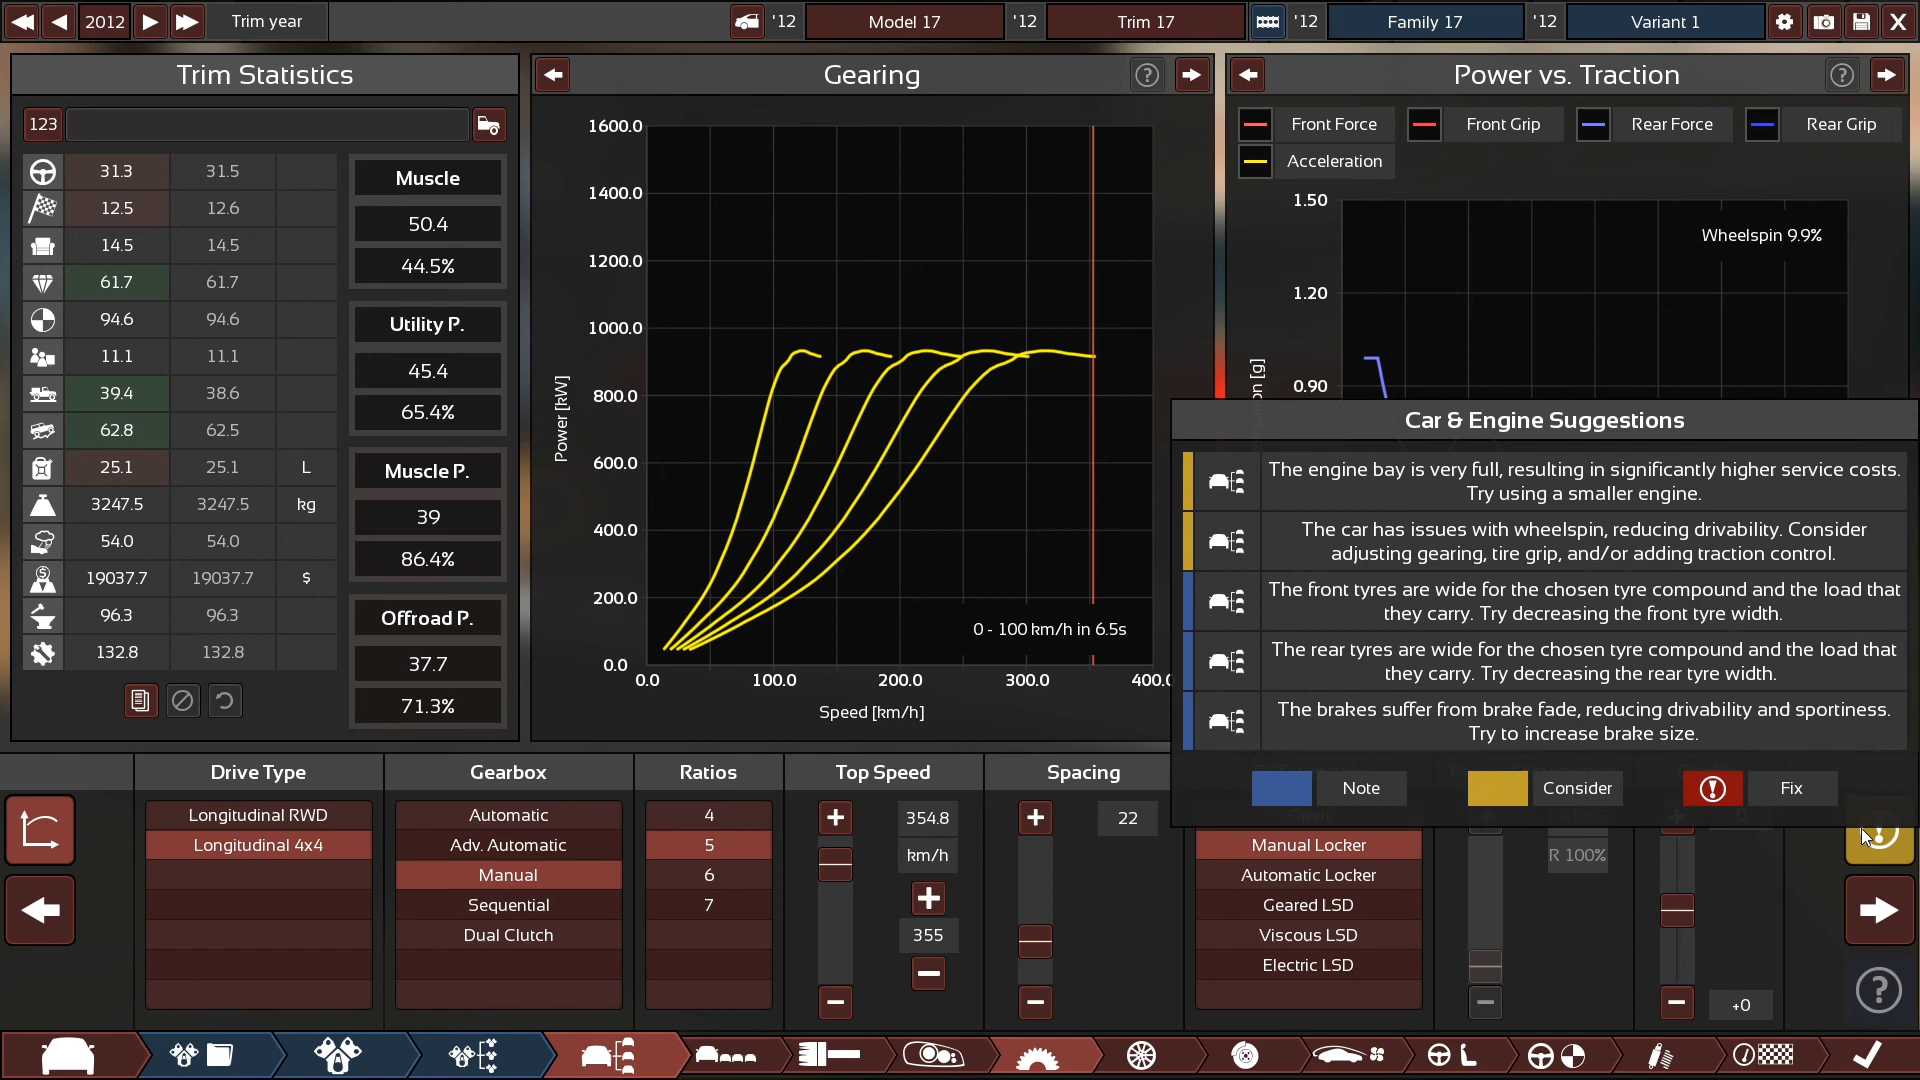 2012
Trim year
'12
Model 17
'12
Trim 17
'12
Family 17
'12
Variant 1
Trim Statistics
123
31.3 31.5
12.5 12.6
14.5 14.5
61.7 61.7
94.6 94.6
11.1 11.1
39.4 38.6
62.8 62.5
25.1 25.1 L
3247.5 3247.5 kg
54.0 54.0
19037.7 19037.7 $
96.3 96.3
132.8 132.8
Muscle
50.4
44.5%
Utility P.
45.4
65.4%
Muscle P.
39
86.4%
Offroad P.
37.7
71.3%
Gearing
?
1600.0
1400.0
1200.0
1000.0
800.0
600.0
400.0
200.0
0.0
Power [kW]
0 - 100 km/h in 6.5s
0.0 100.0 200.0 300.0 400.0
Speed [km/h]
Power vs. Traction
?
Front Force
Front Grip
Rear Force
Rear Grip
Acceleration
1.50
1.20
0.90
Wheelspin 9.9%
Car & Engine Suggestions
The engine bay is very full, resulting in significantly higher service costs.
Try using a smaller engine.
The car has issues with wheelspin, reducing drivability. Consider
adjusting gearing, tire grip, and/or adding traction control.
The front tyres are wide for the chosen tyre compound and the load that
they carry. Try decreasing the front tyre width.
The rear tyres are wide for the chosen tyre compound and the load that
they carry. Try decreasing the rear tyre width.
The brakes suffer from brake fade, reducing drivability and sportiness.
Try to increase brake size.
Note
Consider
Fix
Drive Type
Longitudinal RWD
Longitudinal 4x4
Gearbox
Automatic
Adv. Automatic
Manual
Sequential
Dual Clutch
Ratios
4
5
6
7
Top Speed
354.8
km/h
355
Spacing
22
Open
Manual Locker
Automatic Locker
Geared LSD
Viscous LSD
Electric LSD
R 100%
+0
?